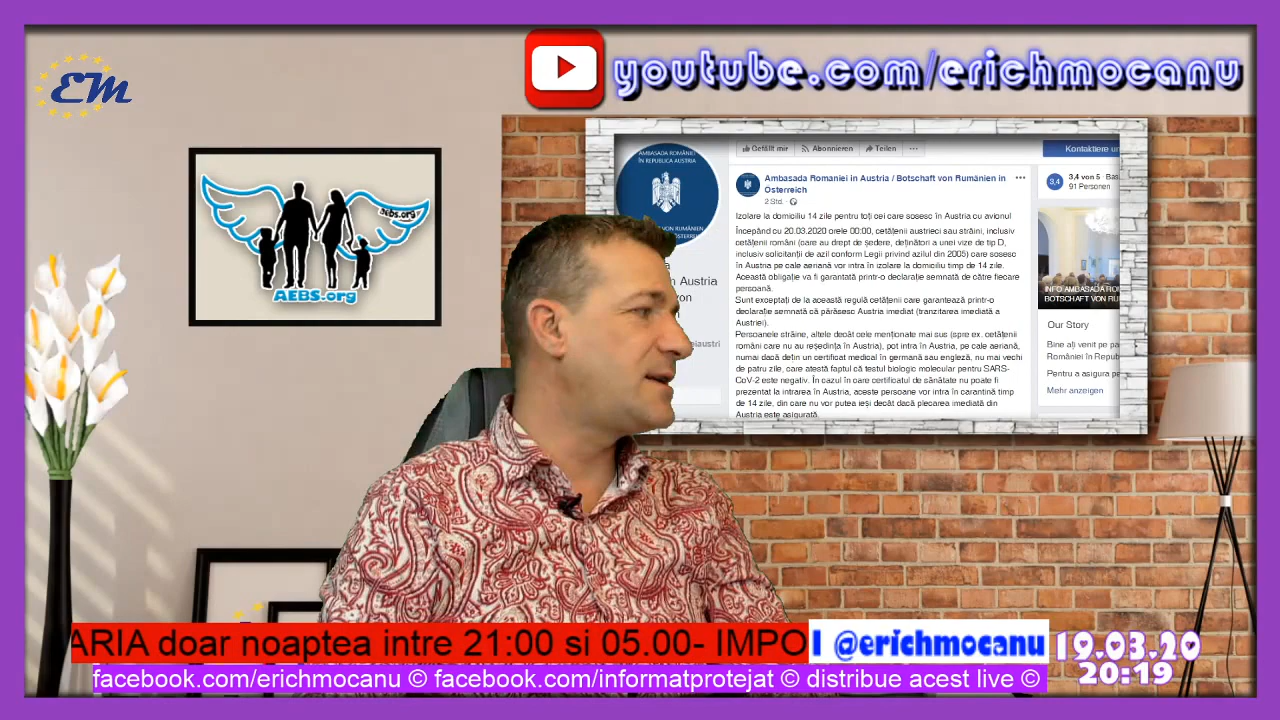 EM
youtube.com/erichmocanu
aebs.org
AEBS.org
AMBASADA ROMÂNIEI
ÎN REPUBLICA AUSTRIA
Gefällt mir Abonnieren Teilen ...
Ambasada Romaniei in Austria / Botschaft von Rumänien in
Österreich
2 Std.
Izolare la domiciliu 14 zile pentru toți cei care sosesc în Austria cu avionul
Începând cu 20.03.2020 orele 00:00, cetățenii austrieci sau străini, inclusiv
cetățenii români (care au drept de ședere, deținători a unei vize de tip D,
inclusiv solicitanții de azil conform Legii privind azilul din 2005) care sosesc
în Austria pe cale aeriană vor intra în izolare la domiciliu timp de 14 zile.
Această obligație va fi garantată printr-o declarație semnată de către fiecare
persoană.
Sunt exceptați de la această regulă cetățenii care garantează printr-o
declarație semnată că părăsesc Austria imediat (tranzitarea imediată a
Austriei).
Persoanele străine, altele decât cele menționate mai sus (spre ex. cetățenii
români care nu au reședința în Austria), pot intra în Austria, pe cale aeriană,
numai dacă dețin un certificat medical în germană sau engleză, nu mai vechi
de patru zile, care atestă faptul că testul biologic molecular pentru SARS-
CoV-2 este negativ. În cazul în care certificatul de sănătate nu poate fi
prezentat la intrarea în Austria, aceste persoane vor intra în carantină timp
de 14 zile, din care nu vor putea ieși decât dacă plecarea imediată din
Austria este asigurată.
în Austria
von
eiaustri
Kontaktiere un
3,4 3,4 von 5 · Bas
91 Personen
INFO AMBASADA ROM
BOTSCHAFT VON RUM
Our Story
Bine ați venit pe pa
României în Repub
Pentru a asigura pe
Mehr anzeigen
ARIA doar noaptea intre 21:00 si 05.00- IMPO
@erichmocanu
19.03.20
20:19
facebook.com/erichmocanu © facebook.com/informatprotejat © distribue acest live ©